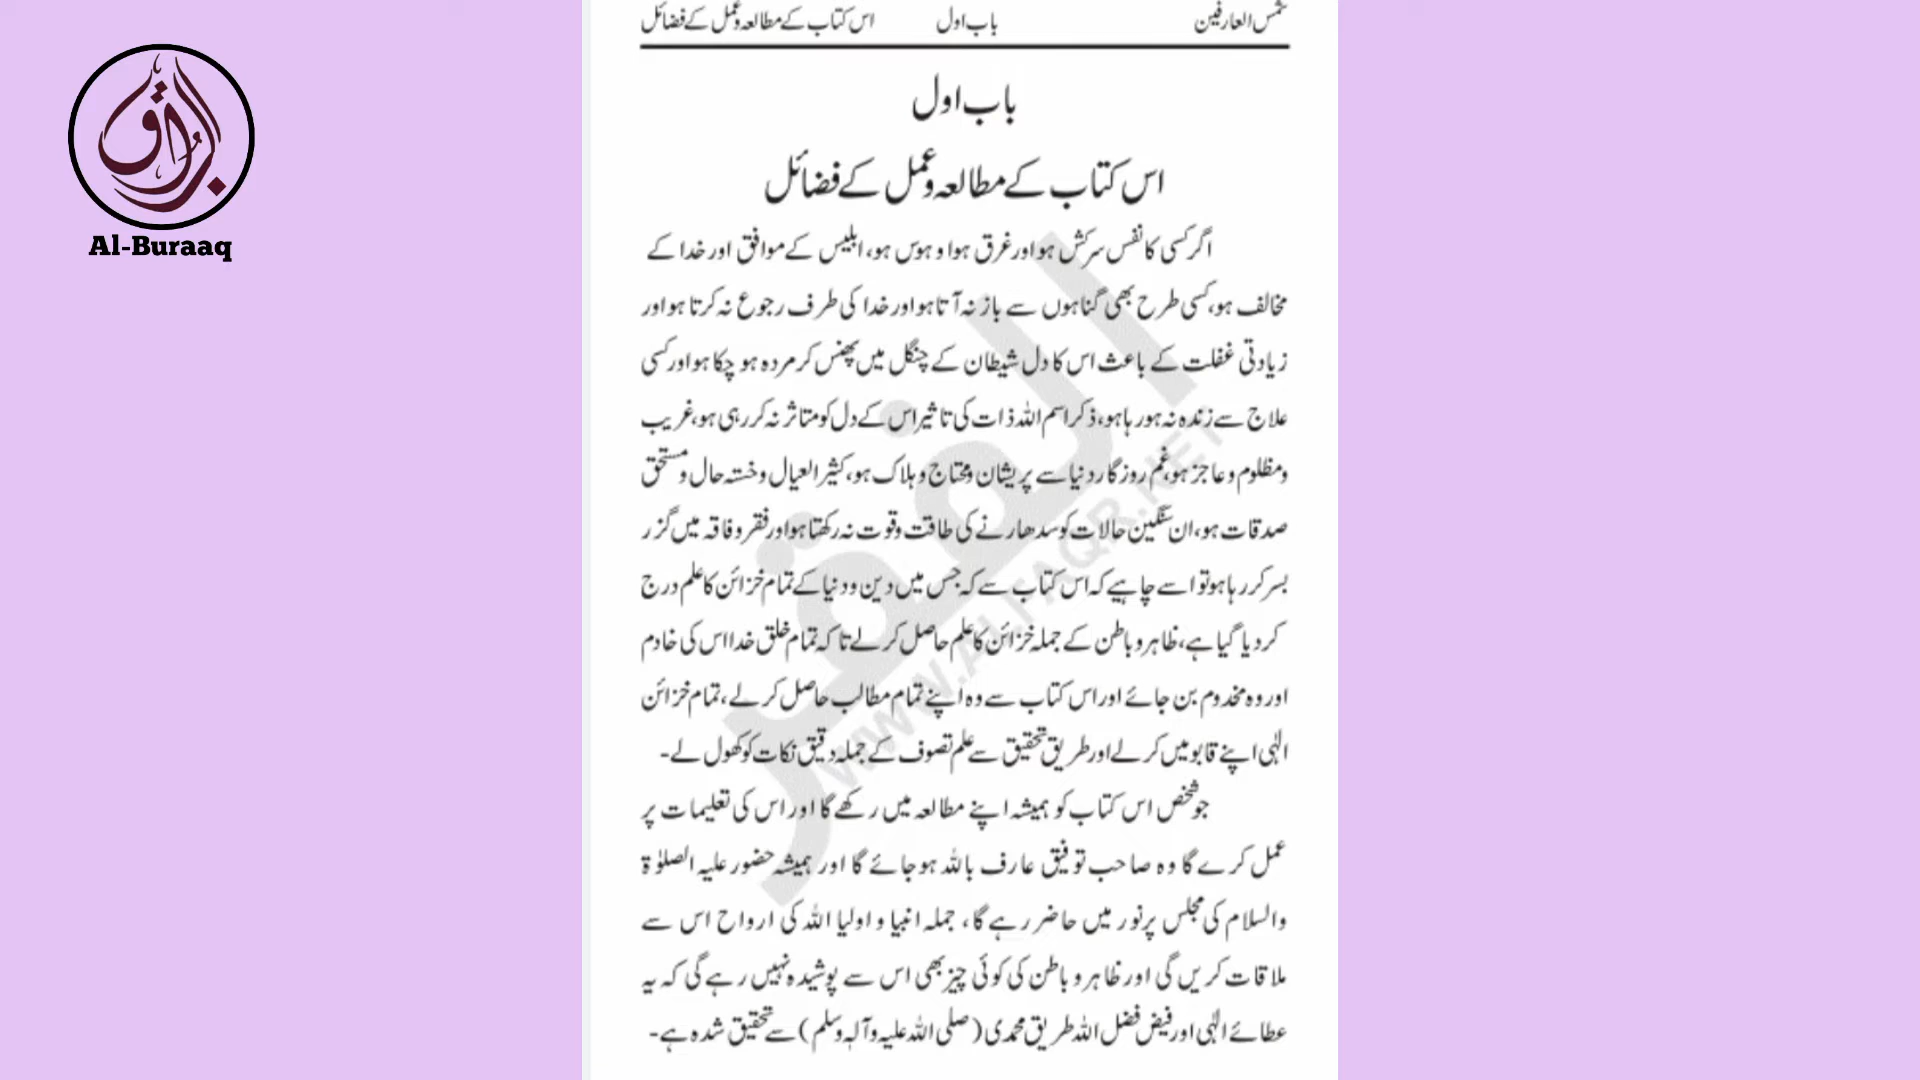 شمس العارفین باب اول اس کتاب کے مطالعہ و عمل کے فضائل
باب اول
اس کتاب کے مطالعہ و عمل کے فضائل
اگر کسی کا نفس سرکش ہو اور غرق ہوا و ہوس ہو، ابلیس کے موافق اور خدا کے
مخالف ہو، کسی طرح بھی گناہوں سے باز نہ آتا ہو اور خدا کی طرف رجوع نہ کرتا ہو اور
زیادتی غفلت کے باعث اس کا دل شیطان کے چنگل میں پھنس کر مردہ ہو چکا ہو اور کسی
علاج سے زندہ نہ ہو رہا ہو، ذکر اسم اللہ ذات کی تاثیر اس کے دل کو متاثر نہ کر رہی ہو، غریب
و مظلوم و عاجز ہو، غم روزگار دنیا سے پریشان و محتاج و ہلاک ہو، کثیر العیال و خستہ حال و مستحق
صدقات ہو، ان سنگین حالات کو سدھارنے کی طاقت و قوت نہ رکھتا ہو اور فقر و فاقہ میں گزر
بسر کر رہا ہو تو اسے چاہیے کہ اس کتاب سے کہ جس میں دین و دنیا کے تمام خزائن کا علم درج
کر دیا گیا ہے، ظاہر و باطن کے جملہ خزائن کا علم حاصل کر لے تاکہ تمام خلق خدا اس کی خادم
اور وہ مخدوم بن جائے اور اس کتاب سے وہ اپنے تمام مطالب حاصل کر لے، تمام خزائن
الٰہی اپنے قابو میں کر لے اور طریق تحقیق سے علم تصوف کے جملہ دقیق نکات کو کھول لے۔
جو شخص اس کتاب کو ہمیشہ اپنے مطالعہ میں رکھے گا اور اس کی تعلیمات پر
عمل کرے گا وہ صاحب توفیق عارف باللہ ہو جائے گا اور ہمیشہ حضور علیہ الصلوٰۃ
والسلام کی مجلس پرنور میں حاضر رہے گا، جملہ انبیا و اولیا اللہ کی ارواح اس سے
ملاقات کریں گی اور ظاہر و باطن کی کوئی چیز بھی اس سے پوشیدہ نہیں رہے گی کہ یہ
عطائے الٰہی اور فیض فضل اللہ طریق محمدی (صلی اللہ علیہ وآلہ وسلم) سے تحقیق شدہ ہے۔
الفقر
WWW.ALFAQR.NET
البراق
Al-Buraaq